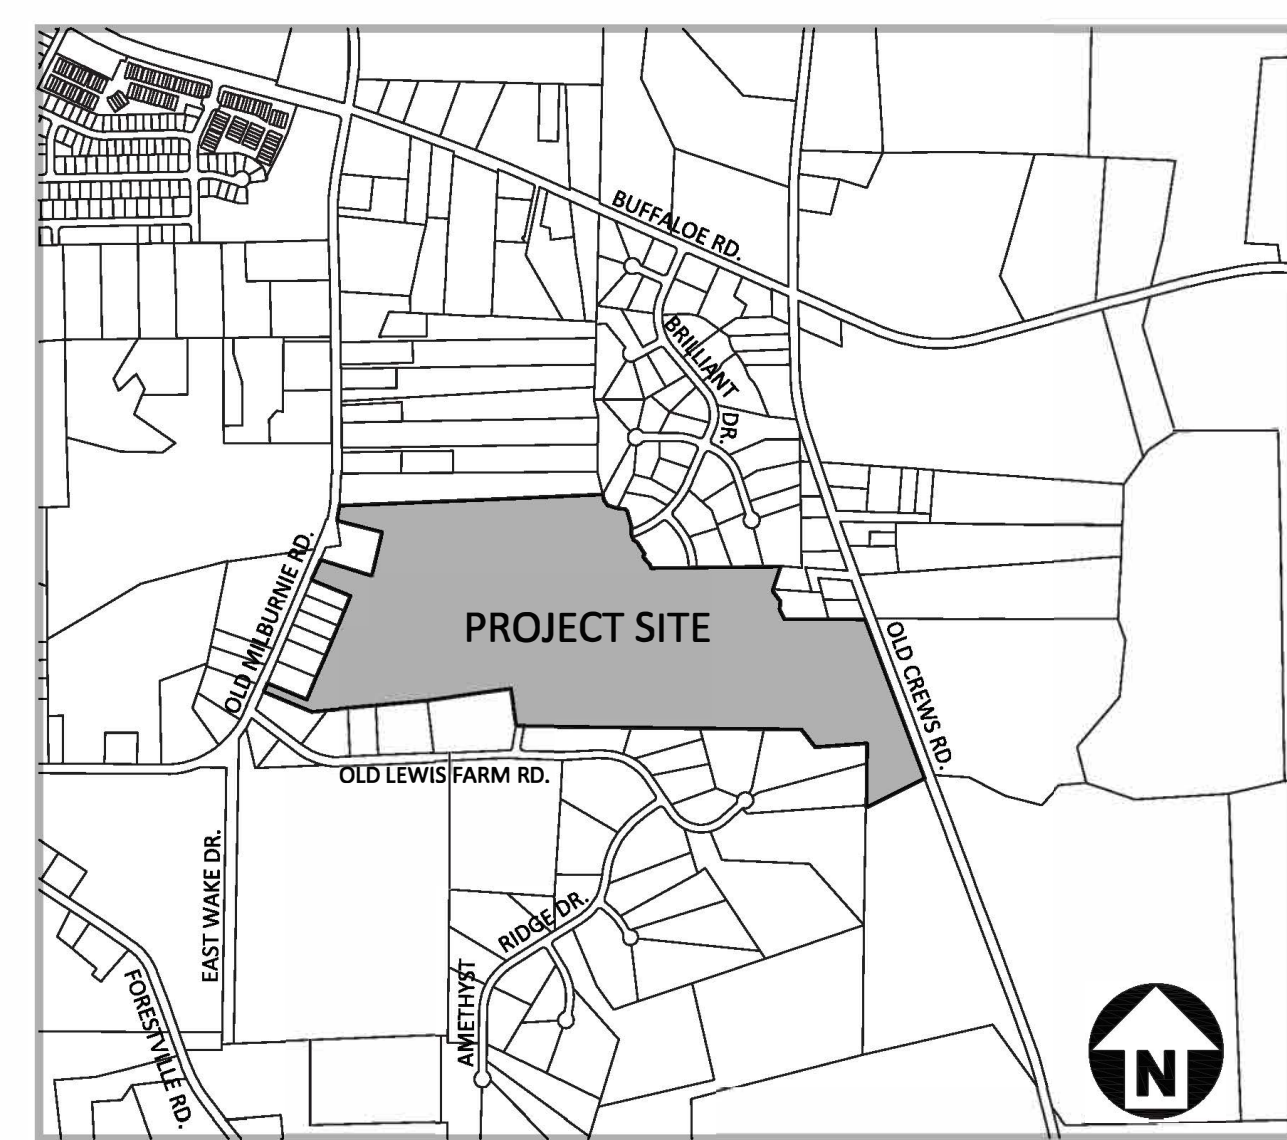 BUFFALOE RD.
BRILLIANT
DR.
OLD MILBURNIE RD.
PROJECT SITE
OLD CREWS RD.
OLD LEWIS FARM RD.
EAST WAKE DR.
RIDGE DR.
AMETHYST
FORESTVILLE RD.
N